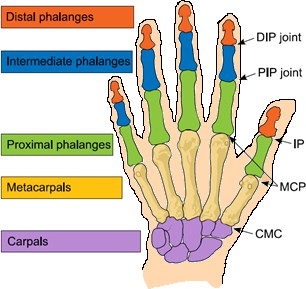 Distal phalanges
DIP joint
Intermediate phalanges
PIP joint
Proximal phalanges
IP
Metacarpals
MCP
Carpals
CMC